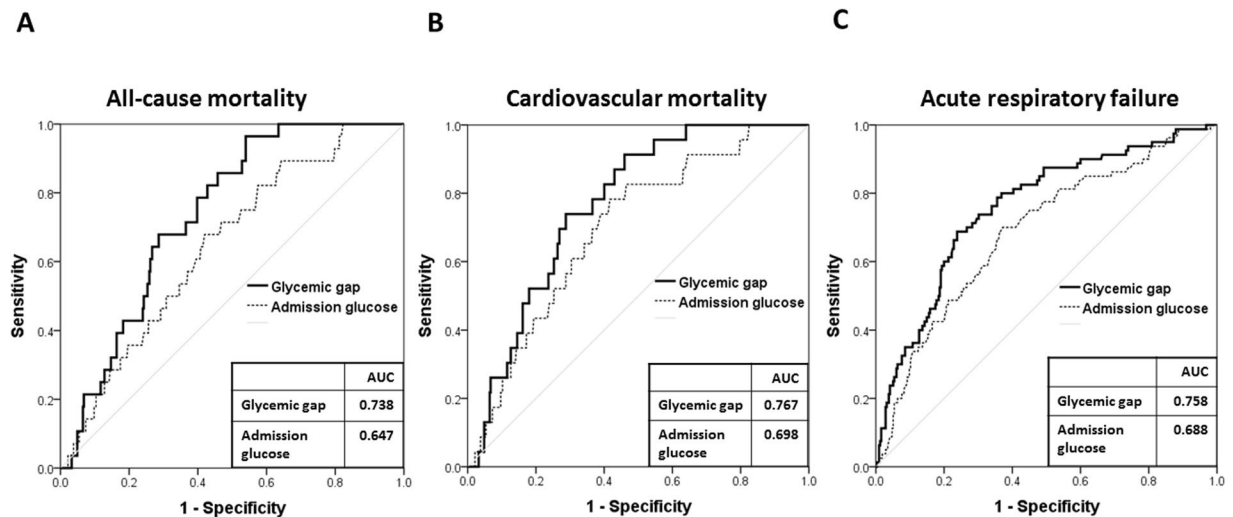 A
All-cause mortality
Sensitivity
1.0
0.8
0.6
0.4
0.2
0.0
Glycemic gap
Admission glucose
AUC
Glycemic gap 0.738
Admission
glucose 0.647
0.0 0.2 0.4 0.6 0.8 1.0
1 - Specificity
B
Cardiovascular mortality
Sensitivity
1.0
0.8
0.6
0.4
0.2
0.0
Glycemic gap
Admission glucose
AUC
Glycemic gap 0.767
Admission
glucose 0.698
0.0 0.2 0.4 0.6 0.8 1.0
1 - Specificity
C
Acute respiratory failure
Sensitivity
1.0
0.8
0.6
0.4
0.2
0.0
Glycemic gap
Admission glucose
AUC
Glycemic gap 0.758
Admission
glucose 0.688
0.0 0.2 0.4 0.6 0.8 1.0
1 - Specificity